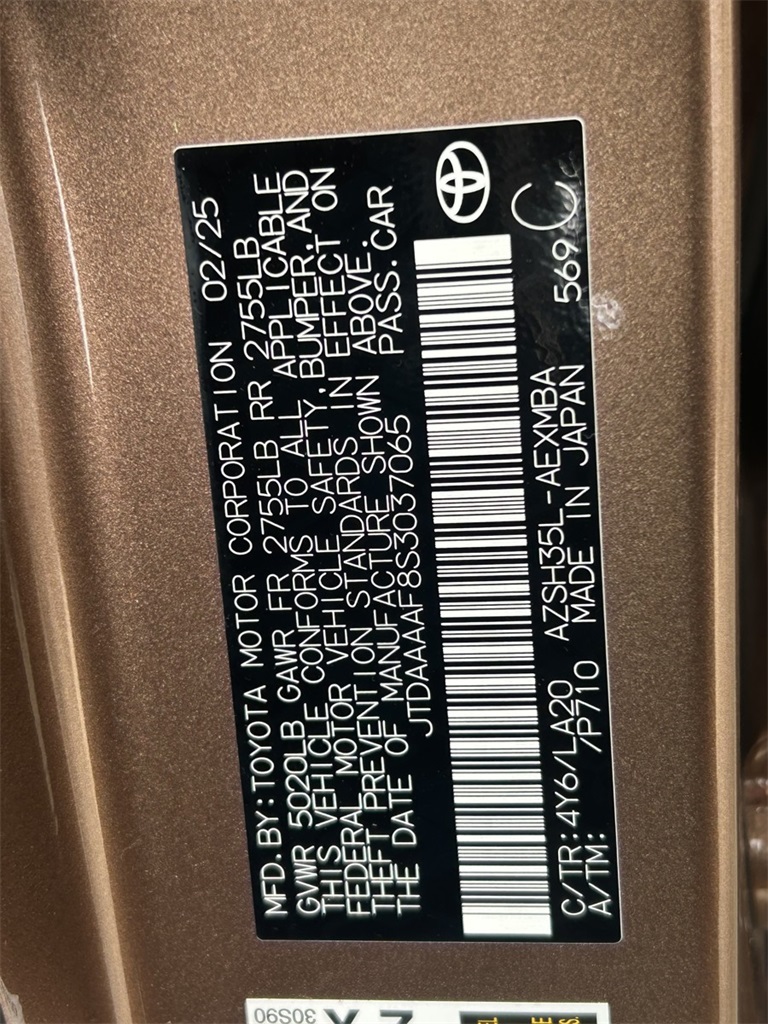 MFD.BY:TOYOTA MOTOR CORPORATION 02/25
GVWR 5020LB GAWR FR 2755LB RR 2755LB
THIS VEHICLE CONFORMS TO ALL APPLICABLE
FEDERAL MOTOR VEHICLE SAFETY,BUMPER,AND
THEFT PREVENTION STANDARDS IN EFFECT ON
THE DATE OF MANUFACTURE SHOWN ABOVE.
JTDAAAAF8S3037065 PASS.CAR
C/TR:4Y6/LA20 AZSH35L-AEXMBA 569
A/TM: /P710 MADE IN JAPAN
30S90